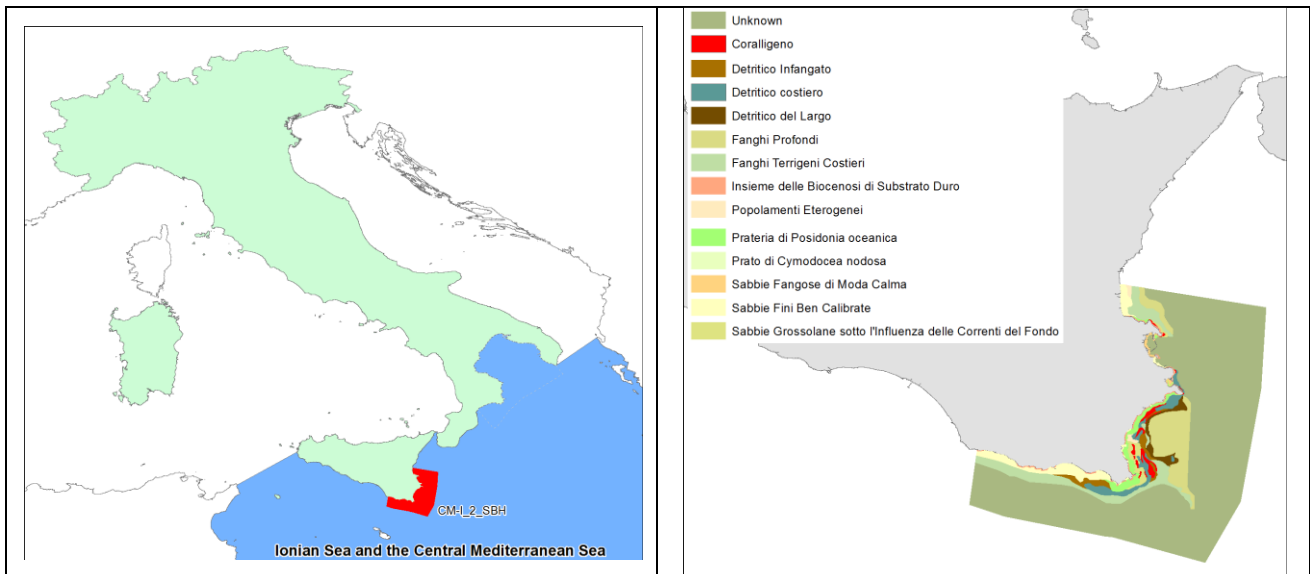 CM-I_2_SBH
Ionian Sea and the Central Mediterranean Sea
Unknown
Coralligeno
Detritico Infangato
Detritico costiero
Detritico del Largo
Fanghi Profondi
Fanghi Terrigeni Costieri
Insieme delle Biocenosi di Substrato Duro
Popolamenti Eterogenei
Prateria di Posidonia oceanica
Prato di Cymodocea nodosa
Sabbie Fangose di Moda Calma
Sabbie Fini Ben Calibrate
Sabbie Grossolane sotto l'Influenza delle Correnti del Fondo